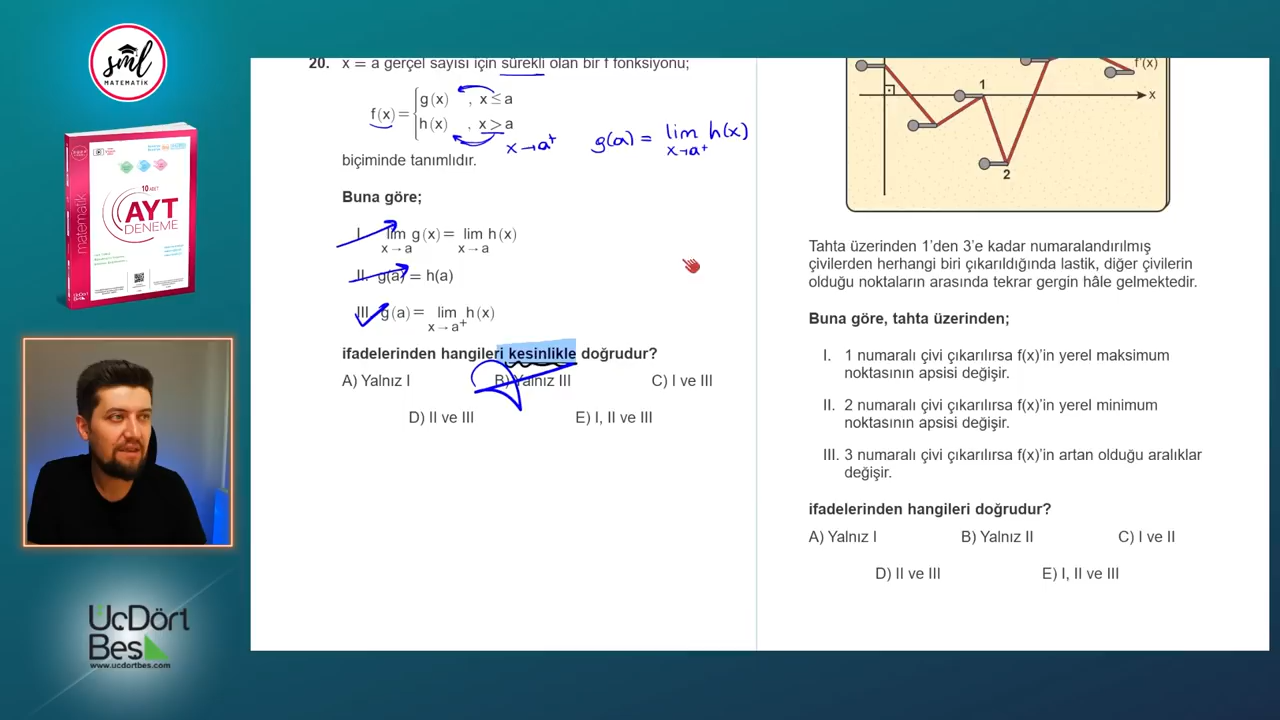 sml
MATEMATİK
matematik
10 ADET
AYT
DENEME
ÜcDört
Beş
www.ucdortbes.com
20. x = a gerçel sayısı için sürekli olan bir f fonksiyonu;
f(x) = { g(x) , x ≤ a
h(x) , x > a
x→a⁺
g(a) = lim h(x)
x→a⁺
biçiminde tanımlıdır.
Buna göre;
I. lim g(x) = lim h(x)
x → a x → a
II. g(a) = h(a)
III. g(a) = lim h(x)
x → a⁺
ifadelerinden hangileri kesinlikle doğrudur?
A) Yalnız I B) Yalnız III C) I ve III
D) II ve III E) I, II ve III
f'(x)
1
x
2
Tahta üzerinden 1'den 3'e kadar numaralandırılmış
çivilerden herhangi biri çıkarıldığında lastik, diğer çivilerin
olduğu noktaların arasında tekrar gergin hâle gelmektedir.
Buna göre, tahta üzerinden;
I. 1 numaralı çivi çıkarılırsa f(x)'in yerel maksimum
noktasının apsisi değişir.
II. 2 numaralı çivi çıkarılırsa f(x)'in yerel minimum
noktasının apsisi değişir.
III. 3 numaralı çivi çıkarılırsa f(x)'in artan olduğu aralıklar
değişir.
ifadelerinden hangileri doğrudur?
A) Yalnız I B) Yalnız II C) I ve II
D) II ve III E) I, II ve III